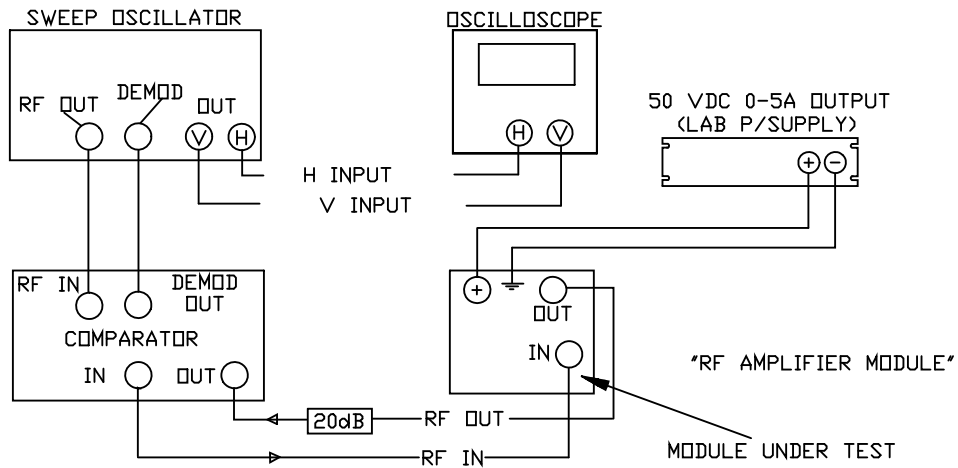 SWEEP OSCILLATOR
OSCILLOSCOPE
RF OUT
DEMOD
OUT
V
H
H
V
50 VDC 0-5A OUTPUT
(LAB P/SUPPLY)
+
−
H INPUT
V INPUT
RF IN
DEMOD
OUT
COMPARATOR
IN
OUT
+
OUT
IN
"RF AMPLIFIER MODULE"
20dB
RF OUT
RF IN
MODULE UNDER TEST